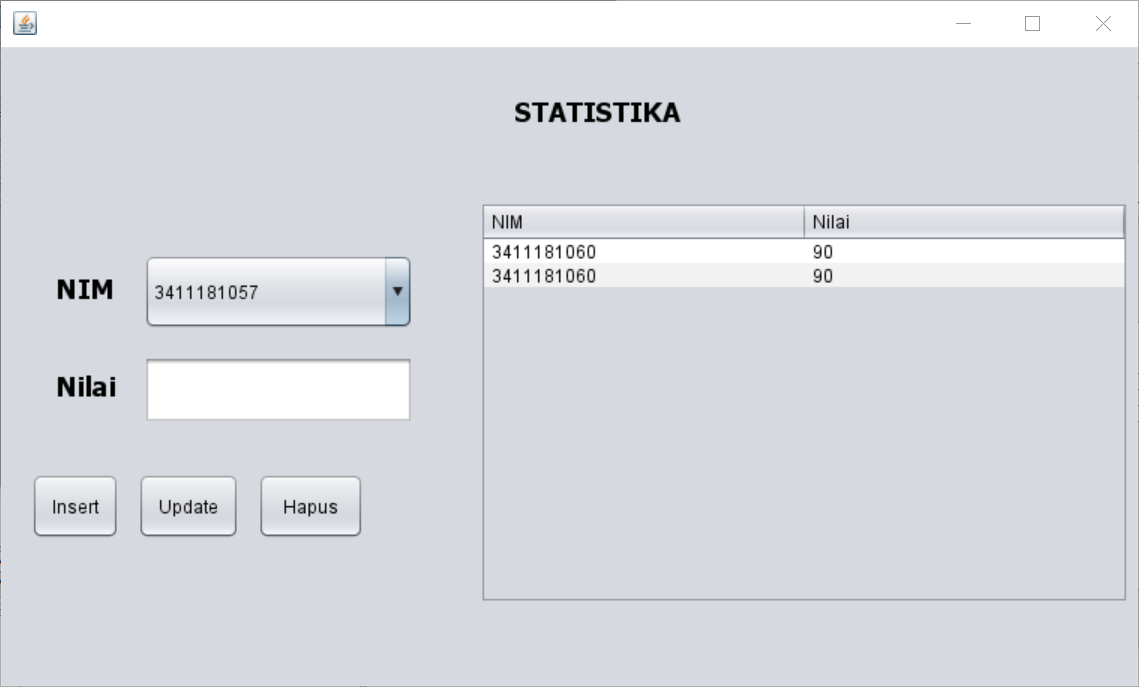 STATISTIKA
NIM
3411181057
Nilai
Insert Update Hapus
NIM Nilai
3411181060 90
3411181060 90